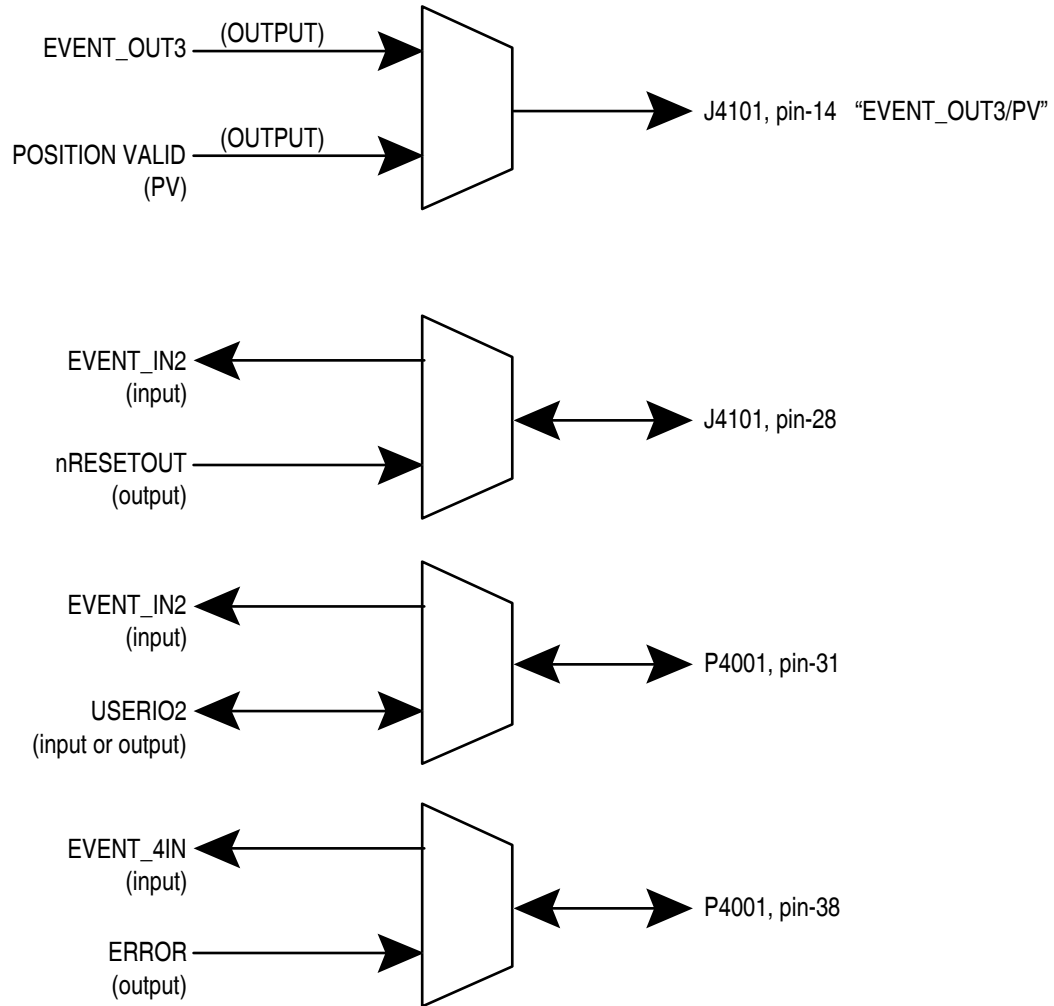 EVENT_OUT3
(OUTPUT)
POSITION VALID
(PV)
(OUTPUT)
J4101, pin-14 “EVENT_OUT3/PV”
EVENT_IN2
(input)
nRESETOUT
(output)
J4101, pin-28
EVENT_IN2
(input)
USERIO2
(input or output)
P4001, pin-31
EVENT_4IN
(input)
ERROR
(output)
P4001, pin-38